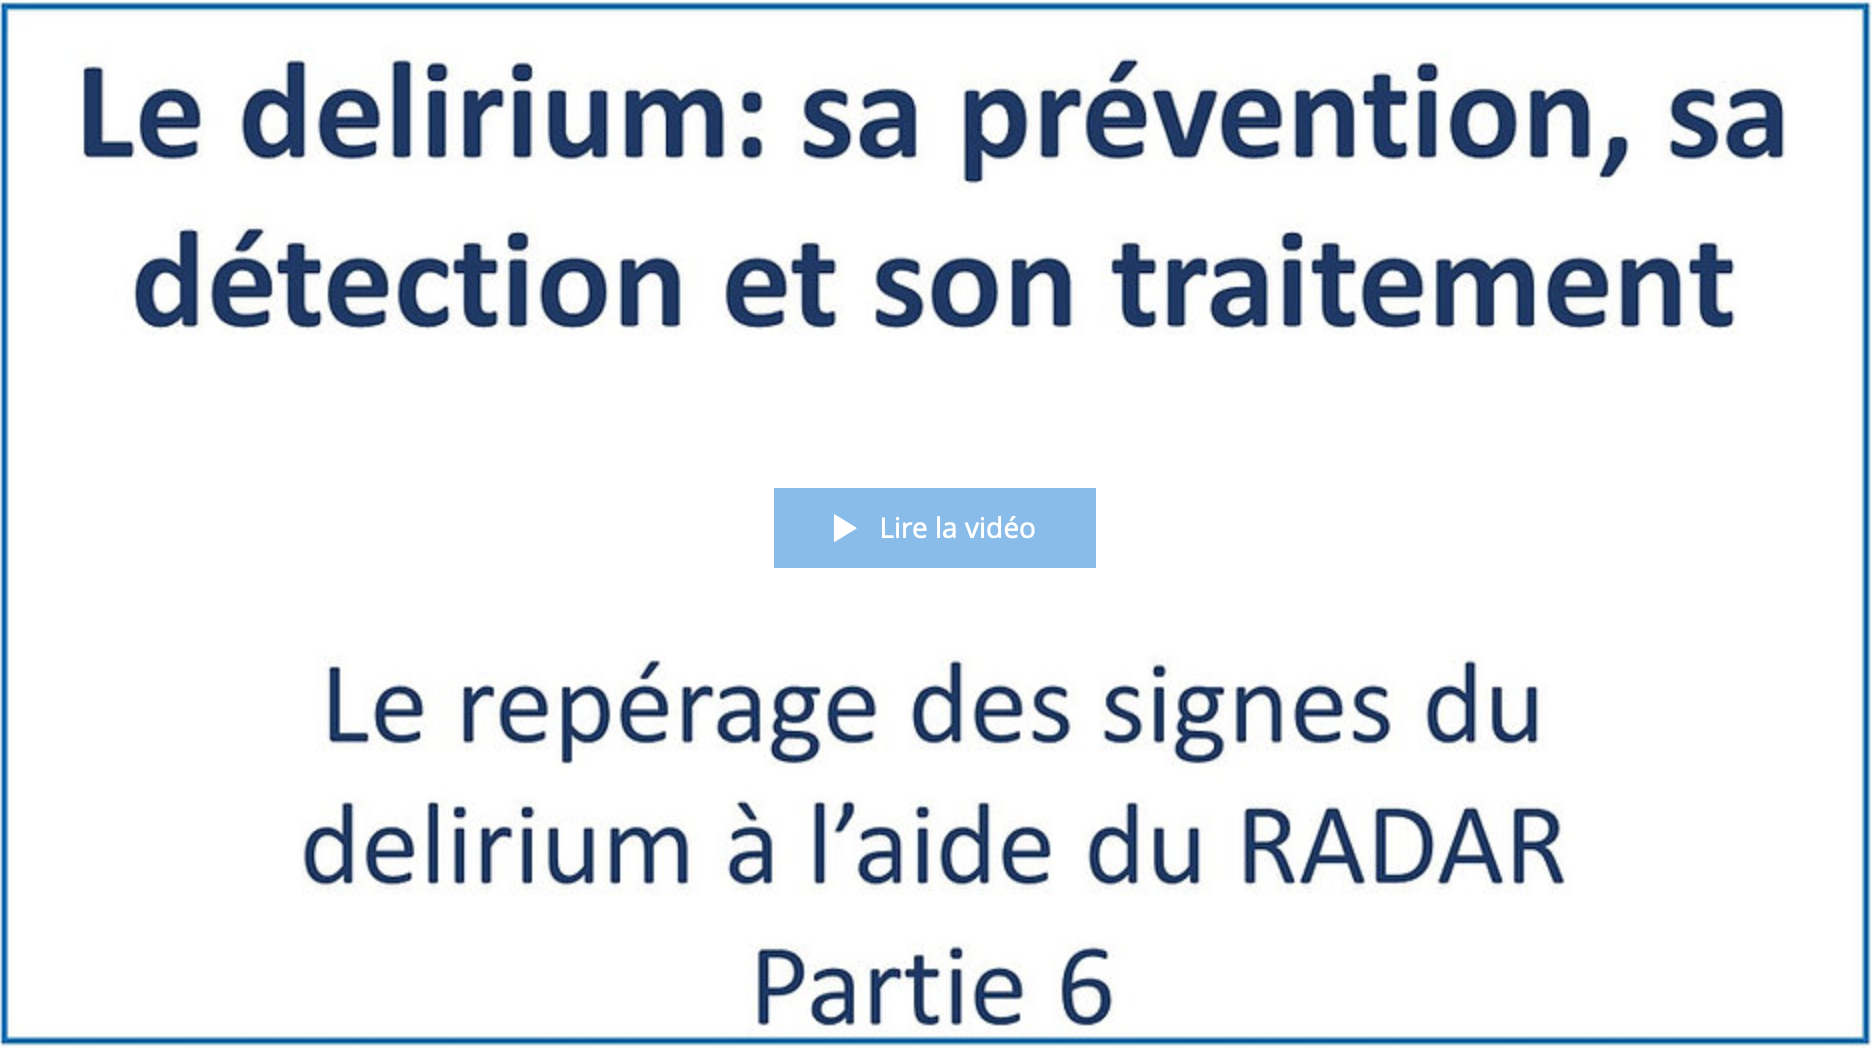 Le delirium: sa prévention, sa
détection et son traitement
Lire la vidéo
Le repérage des signes du
delirium à l’aide du RADAR
Partie 6